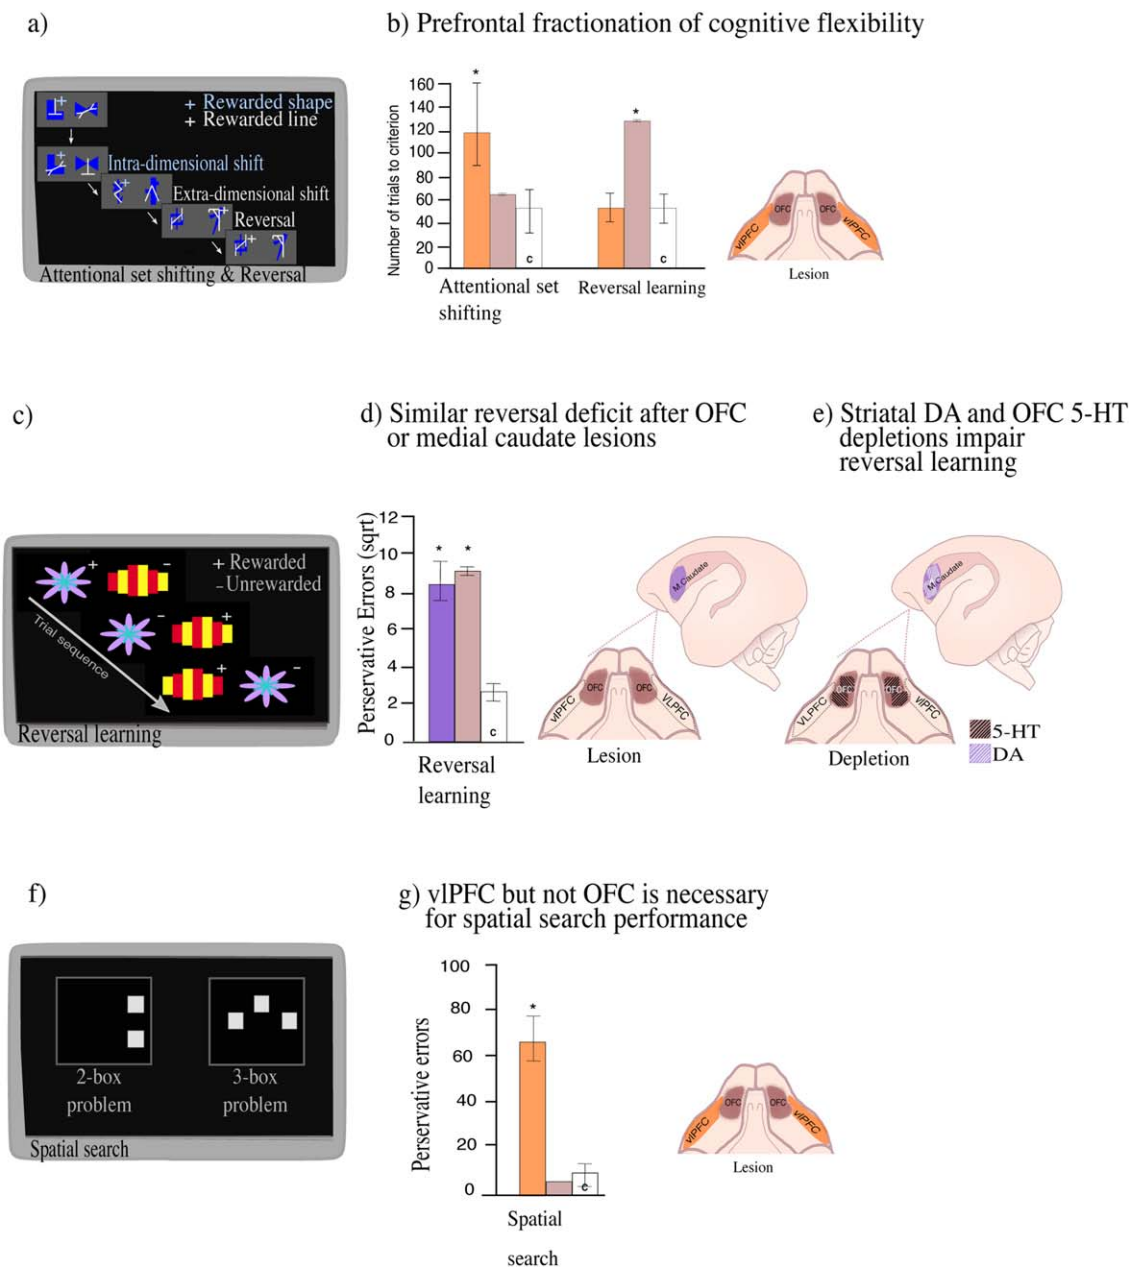 a)
+ Rewarded shape
+ Rewarded line
+
+
Intra-dimensional shift
+
Extra-dimensional shift
+
Reversal
+
Attentional set shifting & Reversal
b) Prefrontal fractionation of cognitive flexibility
Number of trials to criterion
160
140
120
100
80
60
40
20
0
*
*
c
c
Attentional set
shifting
Reversal learning
OFC
OFC
vlPFC
vlPFC
Lesion
c)
+ Rewarded
– Unrewarded
+
–
–
+
+
–
Trial sequence
Reversal learning
d) Similar reversal deficit after OFC
or medial caudate lesions
Perservative Errors (sqrt)
12
10
8
6
4
2
0
*
*
c
Reversal
learning
M.Caudate
OFC
OFC
vlPFC
VLPFC
Lesion
e) Striatal DA and OFC 5-HT
depletions impair
reversal learning
M.Caudate
OFC
OFC
VLPFC
vlPFC
Depletion
5-HT
DA
f)
2-box
problem
3-box
problem
Spatial search
g) vlPFC but not OFC is necessary
for spatial search performance
Perservative errors
100
80
60
40
20
0
*
c
Spatial
search
OFC
OFC
vlPFC
vlPFC
Lesion